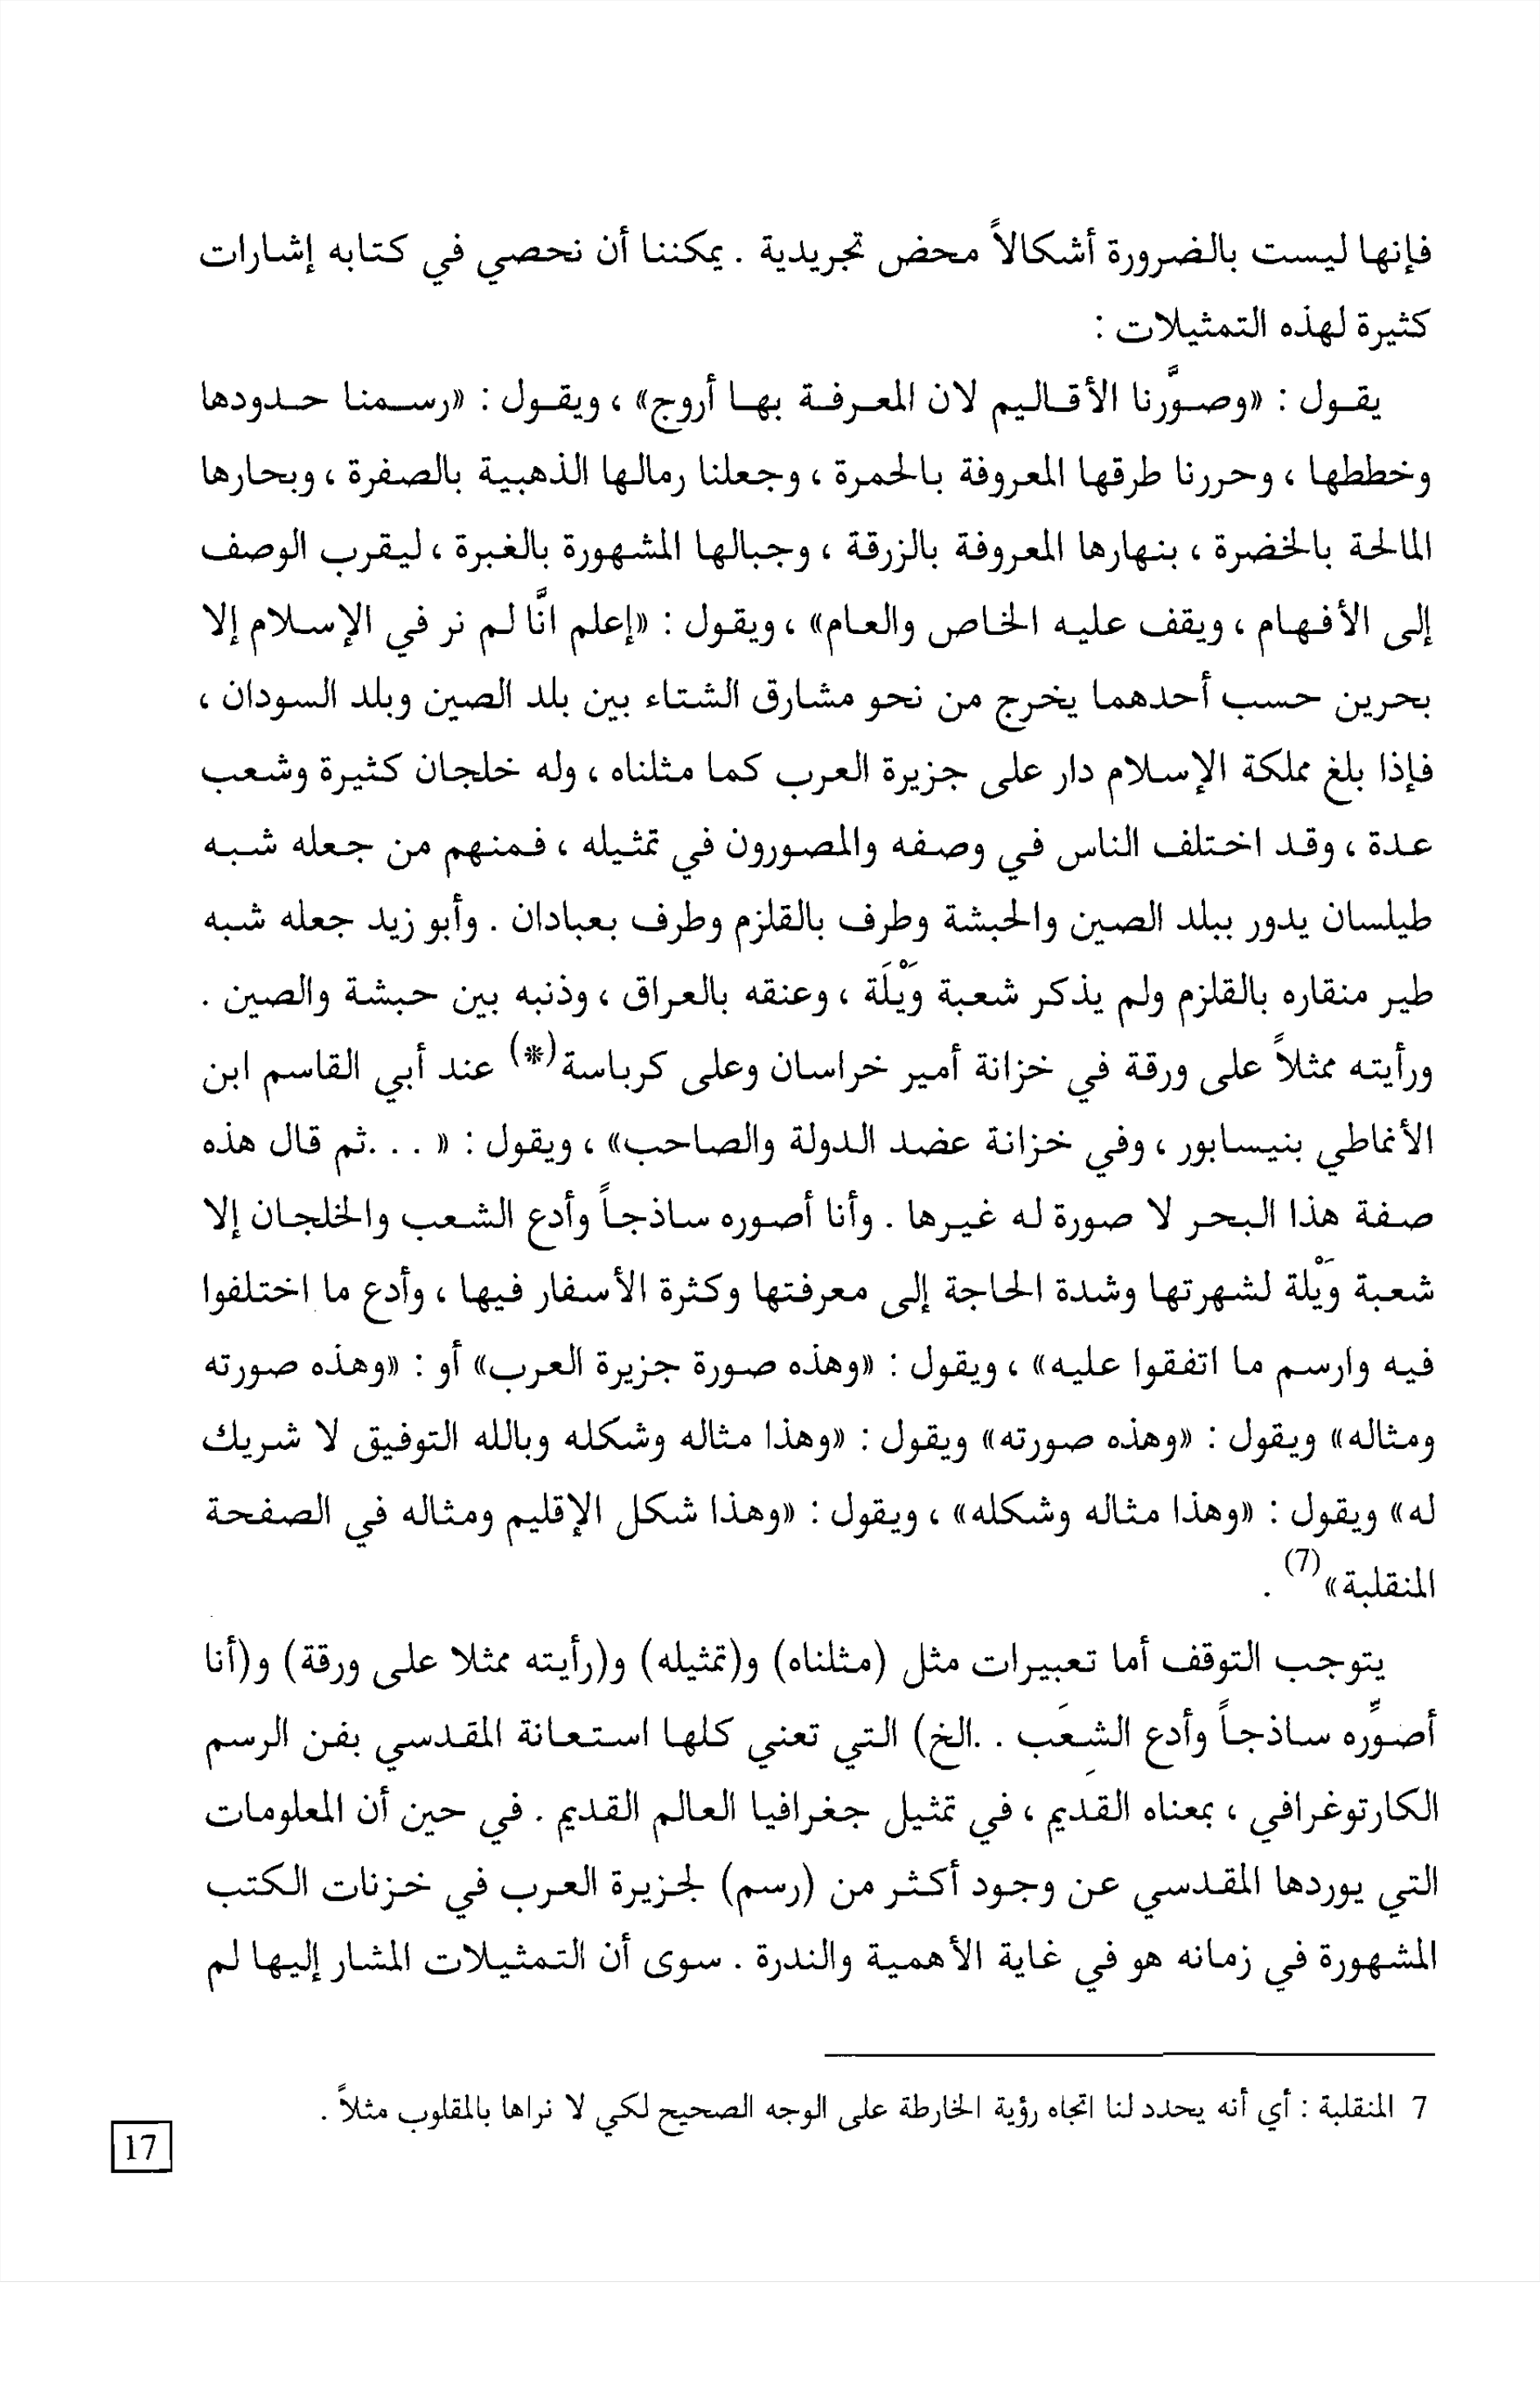 فإنها ليست بالضرورة أشكالاً محض تجريدية . يمكننا أن نحصي في كتابه إشارات
كثيرة لهذه التمثيلات :
يقول : «وصوَّرنا الأقاليم لان المعرفة بها أروج» ، ويقول : «رسمنا حدودها
وخططها ، وحررنا طرقها المعروفة بالحمرة ، وجعلنا رمالها الذهبية بالصفرة ، وبحارها
المالحة بالخضرة ، بنهارها المعروفة بالزرقة ، وجبالها المشهورة بالغبرة ، ليقرب الوصف
إلى الأفهام ، ويقف عليه الخاص والعام» ، ويقول : «إعلم انَّا لم نر في الإسلام إلا
بحرين حسب أحدهما يخرج من نحو مشارق الشتاء بين بلد الصين وبلد السودان ،
فإذا بلغ مملكة الإسلام دار على جزيرة العرب كما مثلناه ، وله خلجان كثيرة وشعب
عدة ، وقد اختلف الناس في وصفه والمصورون في تمثيله ، فمنهم من جعله شبه
طيلسان يدور ببلد الصين والحبشة وطرف بالقلزم وطرف بعبادان . وأبو زيد جعله شبه
طير منقاره بالقلزم ولم يذكر شعبة وَيْلَة ، وعنقه بالعراق ، وذنبه بين حبشة والصين .
ورأيته ممثلاً على ورقة في خزانة أمير خراسان وعلى كرباسة(*) عند أبي القاسم ابن
الأنماطي بنيسابور ، وفي خزانة عضد الدولة والصاحب» ، ويقول : « . . .ثم قال هذه
صفة هذا البحر لا صورة له غيرها . وأنا أصوره ساذجاً وأدع الشعب والخلجان إلا
شعبة وَيْلة لشهرتها وشدة الحاجة إلى معرفتها وكثرة الأسفار فيها ، وأدع ما اختلفوا
فيه وارسم ما اتفقوا عليه» ، ويقول : «وهذه صورة جزيرة العرب» أو : «وهذه صورته
ومثاله» ويقول : «وهذه صورته» ويقول : «وهذا مثاله وشكله وبالله التوفيق لا شريك
له» ويقول : «وهذا مثاله وشكله» ، ويقول : «وهذا شكل الإقليم ومثاله في الصفحة
المنقلبة»(7) .
يتوجب التوقف أما تعبيرات مثل (مثلناه) و(تمثيله) و(رأيته ممثلا على ورقة) و(أنا
أصوِّره ساذجاً وأدع الشِعَب . .الخ) التي تعني كلها استعانة المقدسي بفن الرسم
الكارتوغرافي ، بمعناه القديم ، في تمثيل جغرافيا العالم القديم . في حين أن المعلومات
التي يوردها المقدسي عن وجود أكثر من (رسم) لجزيرة العرب في خزنات الكتب
المشهورة في زمانه هو في غاية الأهمية والندرة . سوى أن التمثيلات المشار إليها لم
7 المنقلبة : أي أنه يحدد لنا اتجاه رؤية الخارطة على الوجه الصحيح لكي لا نراها بالمقلوب مثلاً .
17